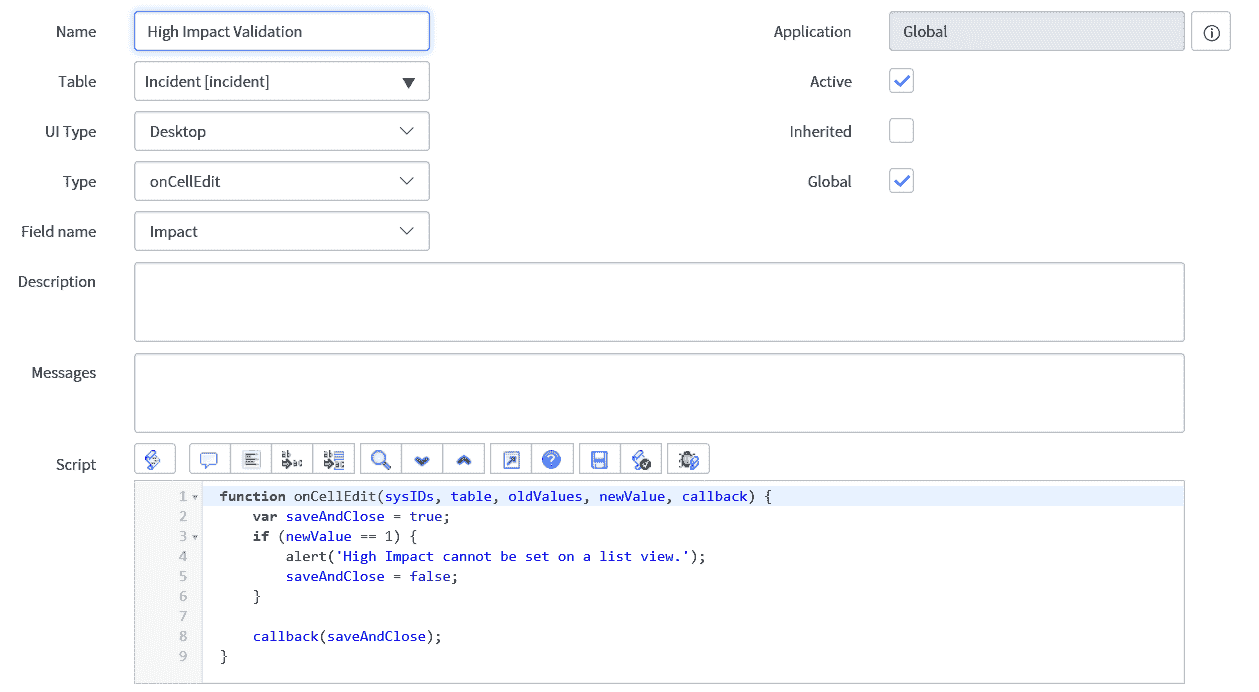 Name High Impact Validation Application Global
Table Incident [incident] Active
UI Type Desktop Inherited
Type onCellEdit Global
Field name Impact
Description
Messages
Script
1 function onCellEdit(sysIDs, table, oldValues, newValue, callback) {
2 var saveAndClose = true;
3 if (newValue == 1) {
4 alert('High Impact cannot be set on a list view.');
5 saveAndClose = false;
6 }
7
8 callback(saveAndClose);
9 }